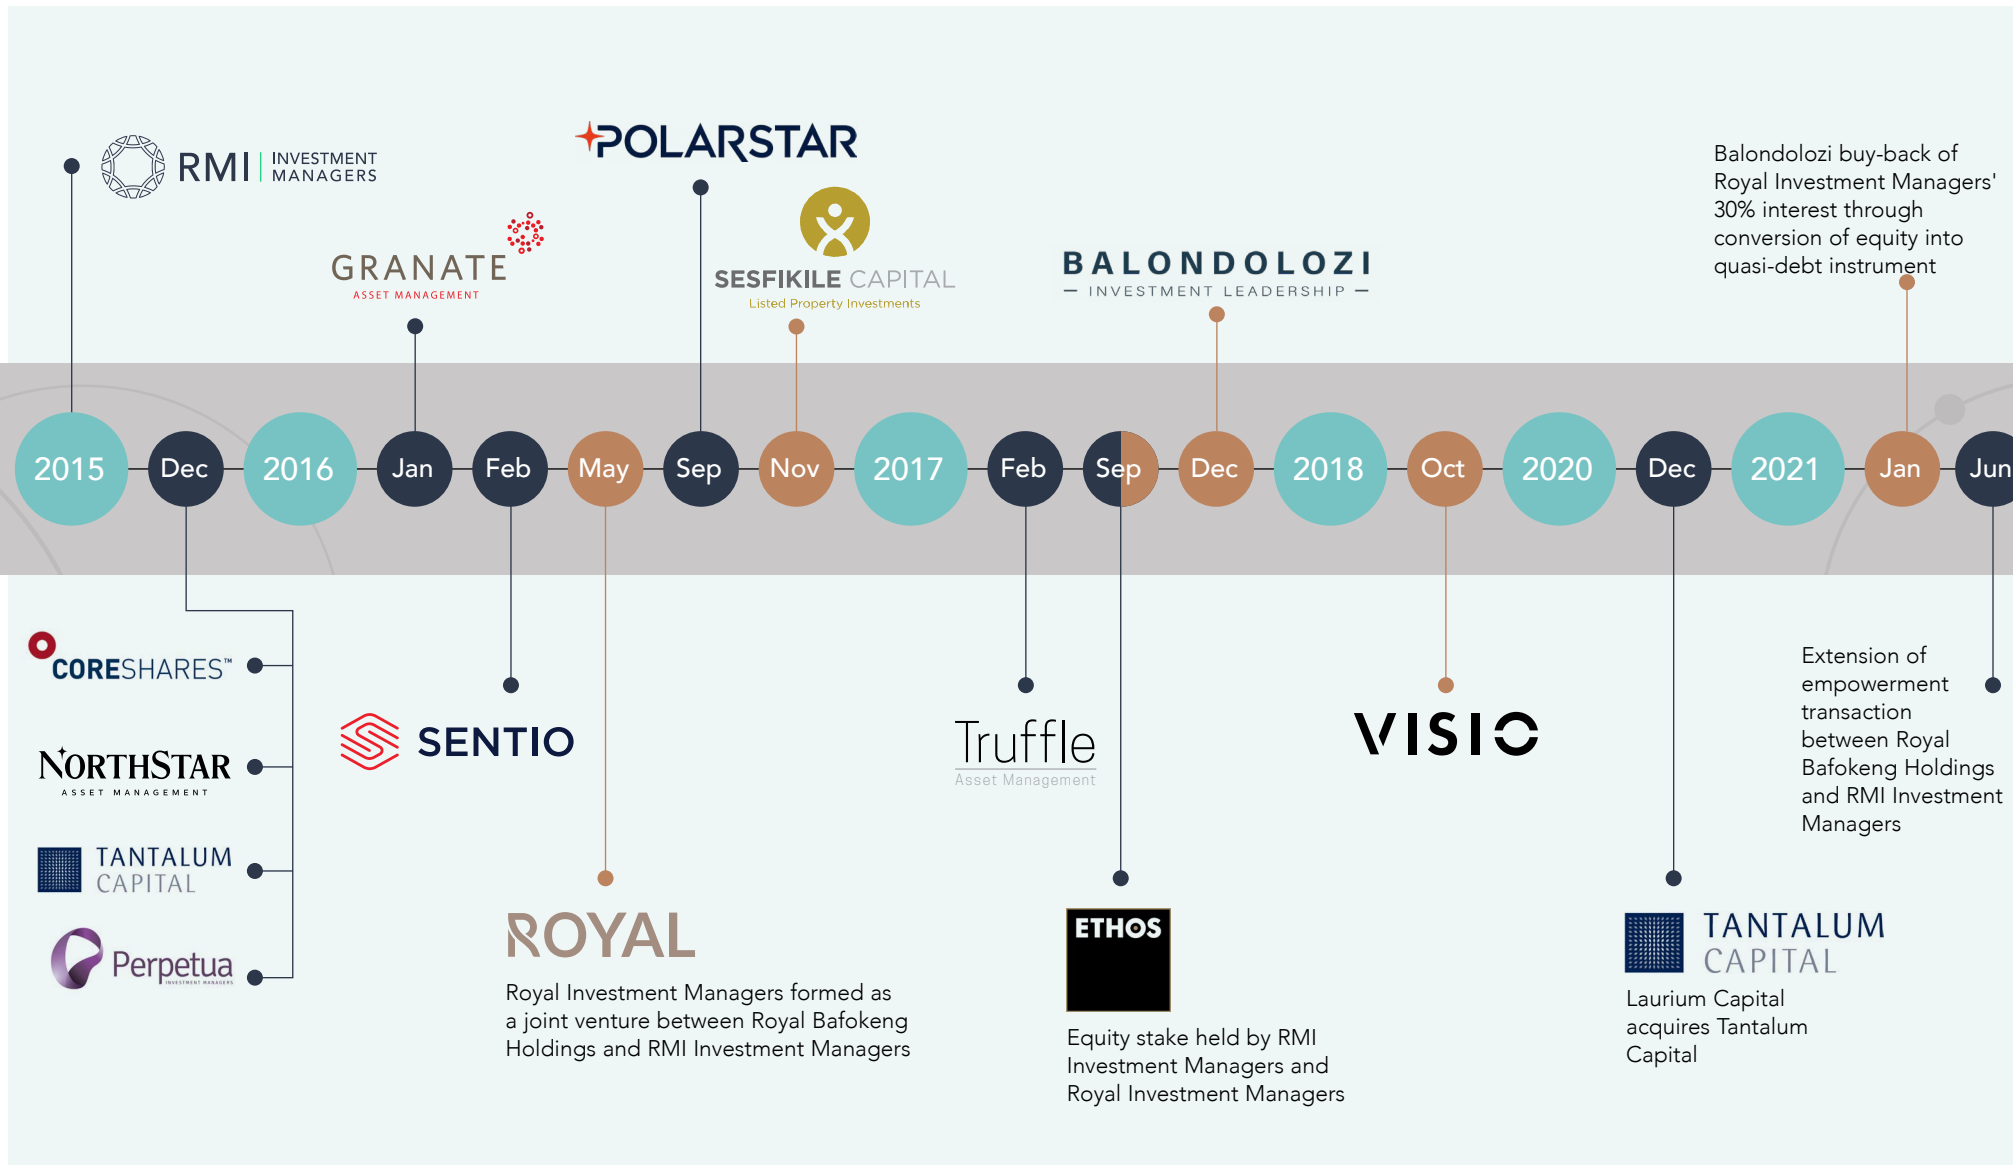 RMI INVESTMENT
MANAGERS
GRANATE
ASSET MANAGEMENT
POLARSTAR
SESFIKILE CAPITAL
Listed Property Investments
BALONDOLOZI
– INVESTMENT LEADERSHIP –
Balondolozi buy-back of
Royal Investment Managers'
30% interest through
conversion of equity into
quasi-debt instrument
2015 Dec 2016 Jan Feb May Sep Nov 2017 Feb Sep Dec 2018 Oct 2020 Dec 2021 Jan Jun
CORESHARES™
NORTHSTAR
ASSET MANAGEMENT
TANTALUM
CAPITAL
Perpetua
INVESTMENT MANAGERS
SENTIO
ROYAL
Royal Investment Managers formed as
a joint venture between Royal Bafokeng
Holdings and RMI Investment Managers
Truffle
Asset Management
ETHOS
Equity stake held by RMI
Investment Managers and
Royal Investment Managers
VISIO
TANTALUM
CAPITAL
Laurium Capital
acquires Tantalum
Capital
Extension of
empowerment
transaction
between Royal
Bafokeng Holdings
and RMI Investment
Managers